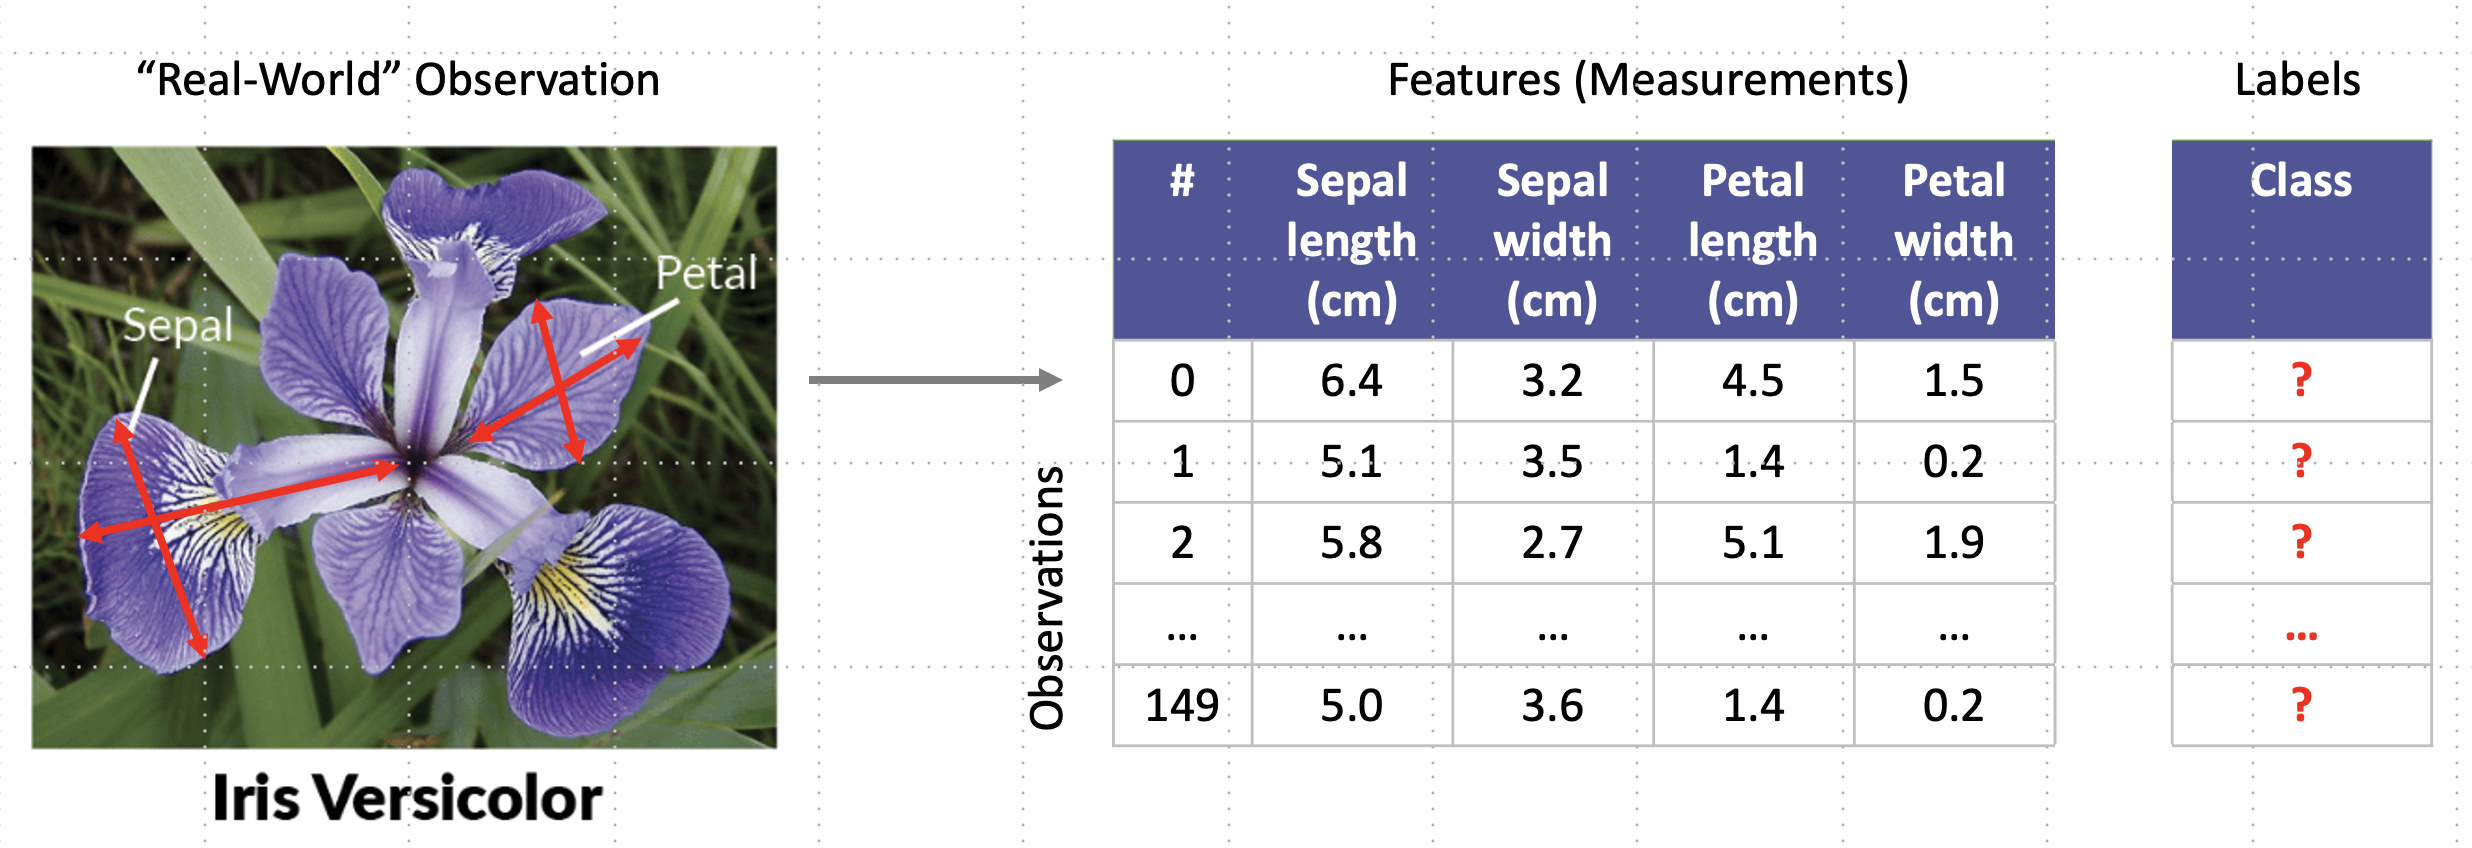 “Real-World” Observation
Features (Measurements)
Labels
Sepal
Petal
Iris Versicolor
Observations
# Sepal length (cm) Sepal width (cm) Petal length (cm) Petal width (cm) Class
0 6.4 3.2 4.5 1.5 ?
1 5.1 3.5 1.4 0.2 ?
2 5.8 2.7 5.1 1.9 ?
... ... ... ... ... ...
149 5.0 3.6 1.4 0.2 ?